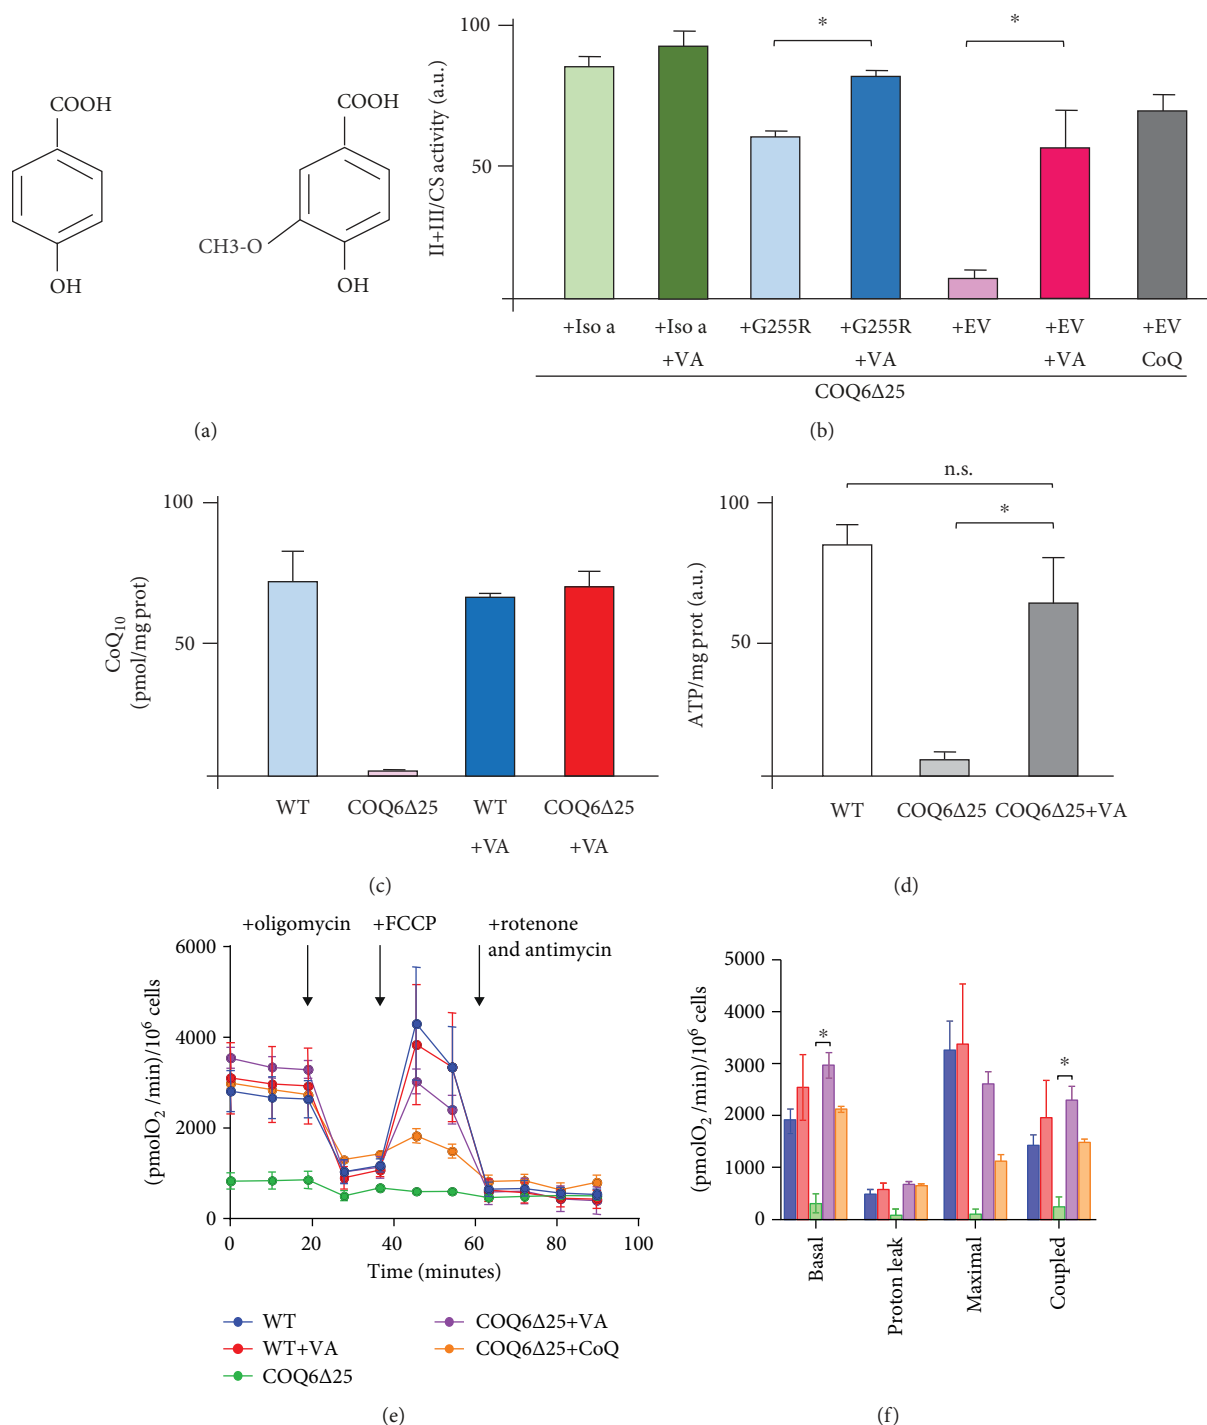 COOH
OH
COOH
CH3-O
OH
(a)
II+III/CS activity (a.u.)
100
50
*
*
+Iso a
+Iso a
+VA
+G255R
+G255R
+VA
+EV
+EV
+VA
+EV
CoQ
COQ6Δ25
(b)
CoQ10
(pmol/mg prot)
100
50
WT
COQ6Δ25
WT
+VA
COQ6Δ25
+VA
(c)
ATP/mg prot (a.u.)
100
50
n.s.
*
WT
COQ6Δ25
COQ6Δ25+VA
(d)
+oligomycin
+FCCP
+rotenone
and antimycin
(pmolO2 /min)/10^6 cells
6000
4000
2000
0
0
20
40
60
80
100
Time (minutes)
WT
WT+VA
COQ6Δ25
COQ6Δ25+VA
COQ6Δ25+CoQ
(e)
(pmolO2 /min)/10^6 cells
5000
4000
3000
2000
1000
0
*
*
Basal
Proton leak
Maximal
Coupled
(f)